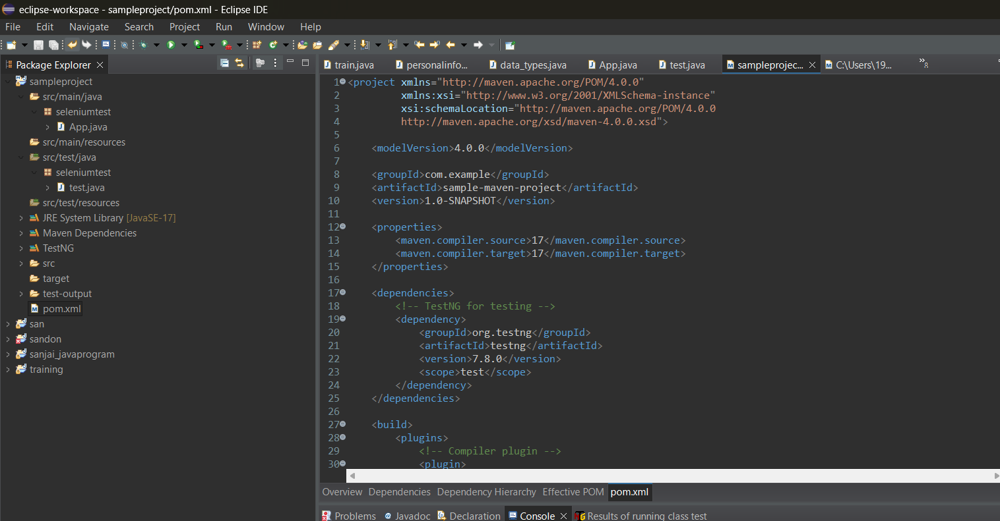 eclipse-workspace - sampleproject/pom.xml - Eclipse IDE
File Edit Navigate Search Project Run Window Help
Package Explorer
sampleproject
src/main/java
seleniumtest
App.java
src/main/resources
src/test/java
seleniumtest
test.java
src/test/resources
JRE System Library [JavaSE-17]
Maven Dependencies
TestNG
src
target
test-output
pom.xml
san
sandon
sanjai_javaprogram
training
train.java personalinfo... data_types.java App.java test.java sampleprojec... C:\Users\19... »8
1 <project xmlns="http://maven.apache.org/POM/4.0.0"
2 xmlns:xsi="http://www.w3.org/2001/XMLSchema-instance"
3 xsi:schemaLocation="http://maven.apache.org/POM/4.0.0
4 http://maven.apache.org/xsd/maven-4.0.0.xsd">
5
6 <modelVersion>4.0.0</modelVersion>
7
8 <groupId>com.example</groupId>
9 <artifactId>sample-maven-project</artifactId>
10 <version>1.0-SNAPSHOT</version>
11
12 <properties>
13 <maven.compiler.source>17</maven.compiler.source>
14 <maven.compiler.target>17</maven.compiler.target>
15 </properties>
16
17 <dependencies>
18 <!-- TestNG for testing -->
19 <dependency>
20 <groupId>org.testng</groupId>
21 <artifactId>testng</artifactId>
22 <version>7.8.0</version>
23 <scope>test</scope>
24 </dependency>
25 </dependencies>
26
27 <build>
28 <plugins>
29 <!-- Compiler plugin -->
30 <plugin>
Overview Dependencies Dependency Hierarchy Effective POM pom.xml
Problems Javadoc Declaration Console Results of running class test